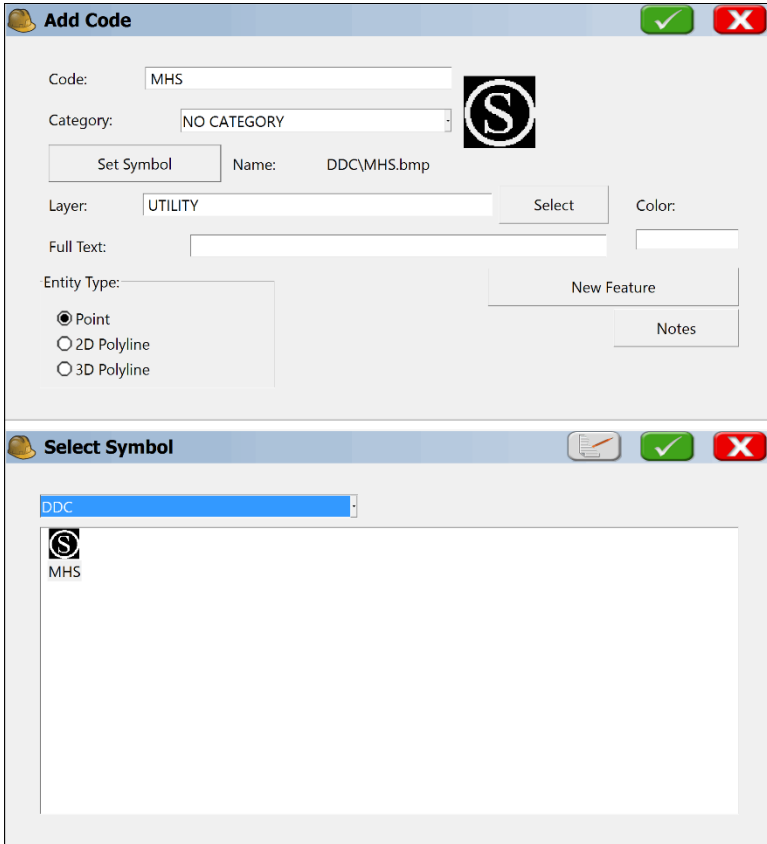 Add Code
Code: MHS
Category: NO CATEGORY
S
Set Symbol Name: DDC\MHS.bmp
Layer: UTILITY Select Color:
Full Text:
Entity Type: New Feature
Point Notes
2D Polyline
3D Polyline
Select Symbol
DDC
S
MHS